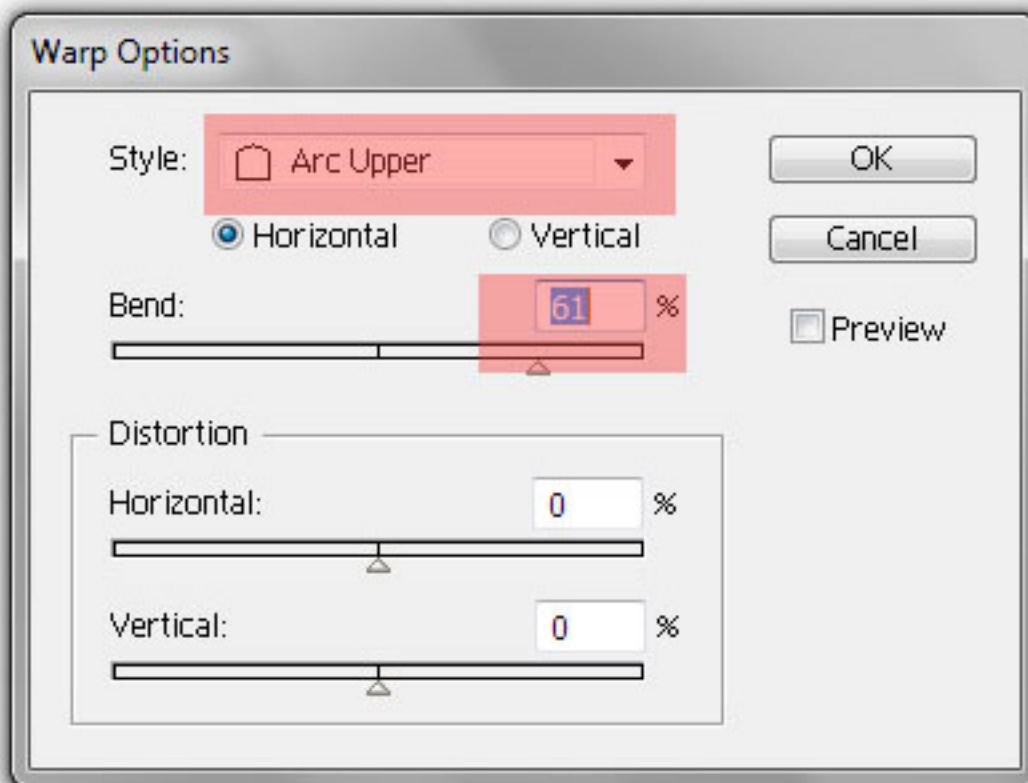 Warp Options
Style: Arc Upper
OK
Horizontal Vertical
Cancel
Bend: 61 %
Preview
Distortion
Horizontal: 0 %
Vertical: 0 %